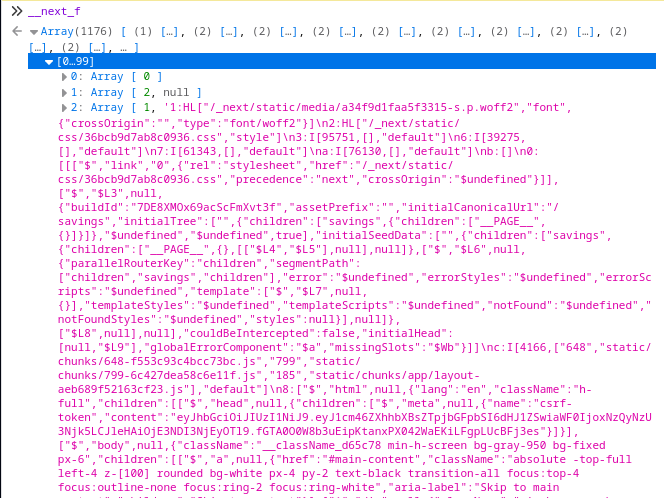 __next_f
Array(1176) [ (1) […], (2) […], (2) […], (2) […], (2) […], (2) […], (2) […], (2) […], (2) […], (2)
[…], (2) […], … ]
[0…99]
0: Array [ 0 ]
1: Array [ 2, null ]
2: Array [ 1, '1:HL["/_next/static/media/a34f9d1faa5f3315-s.p.woff2","font",
{"crossOrigin":"","type":"font/woff2"}]\n2:HL["/_next/static/
css/36bcb9d7ab8c0936.css","style"]\n3:I[95751,[],"default"]\n6:I[39275,
[],"default"]\n7:I[61343,[],"default"]\na:I[76130,[],"default"]\nb:[]\n0:
[[["$","link","0",{"rel":"stylesheet","href":"/_next/static/
css/36bcb9d7ab8c0936.css","precedence":"next","crossOrigin":"$undefined"}]],
["$","$L3",null,
{"buildId":"7DE8XMOx69acScFmXvt3f","assetPrefix":"","initialCanonicalUrl":"/
savings","initialTree":["",{"children":["savings",{"children":["__PAGE__",
{}]}]},"$undefined","$undefined",true],"initialSeedData":["",{"children":["savings",
{"children":["__PAGE__",{},[["$L4","$L5"],null],null]},["$","$L6",null,
{"parallelRouterKey":"children","segmentPath":
["children","savings","children"],"error":"$undefined","errorStyles":"$undefined","errorSc
ripts":"$undefined","template":["$","$L7",null,
{}],"templateStyles":"$undefined","templateScripts":"$undefined","notFound":"$undefined","
notFoundStyles":"$undefined","styles":null}],null]},
["$L8",null],null],"couldBeIntercepted":false,"initialHead":
[null,"$L9"],"globalErrorComponent":"$a","missingSlots":"$Wb"}]]\nc:I[4166,["648","static/
chunks/648-f553c93c4bcc73bc.js","799","static/
chunks/799-6c427dea58c6e11f.js","185","static/chunks/app/layout-
aeb689f52163cf23.js"],"default"]\n8:["$","html",null,{"lang":"en","className":"h-
full","children":[["$","head",null,{"children":["$","meta",null,{"name":"csrf-
token","content":"eyJhbGciOiJIUzI1NiJ9.eyJ1cm46ZXhhbXBsZTpjbGFpbSI6dHJ1ZSwiaWF0IjoxNzQyNzU
3Njk5LCJleHAiOjE3NDI3NjEyOTl9.fGTA0O0W8b3uEipKtanxPX042WaEKiLFgpLUcBFj3es"}]}],
["$","body",null,{"className":"__className_d65c78 min-h-screen bg-gray-950 bg-fixed
px-6","children":[["$","a",null,{"href":"#main-content","className":"absolute -top-full
left-4 z-[100] rounded bg-white px-4 py-2 text-black transition-all focus:top-4
focus:outline-none focus:ring-2 focus:ring-white","aria-label":"Skip to main